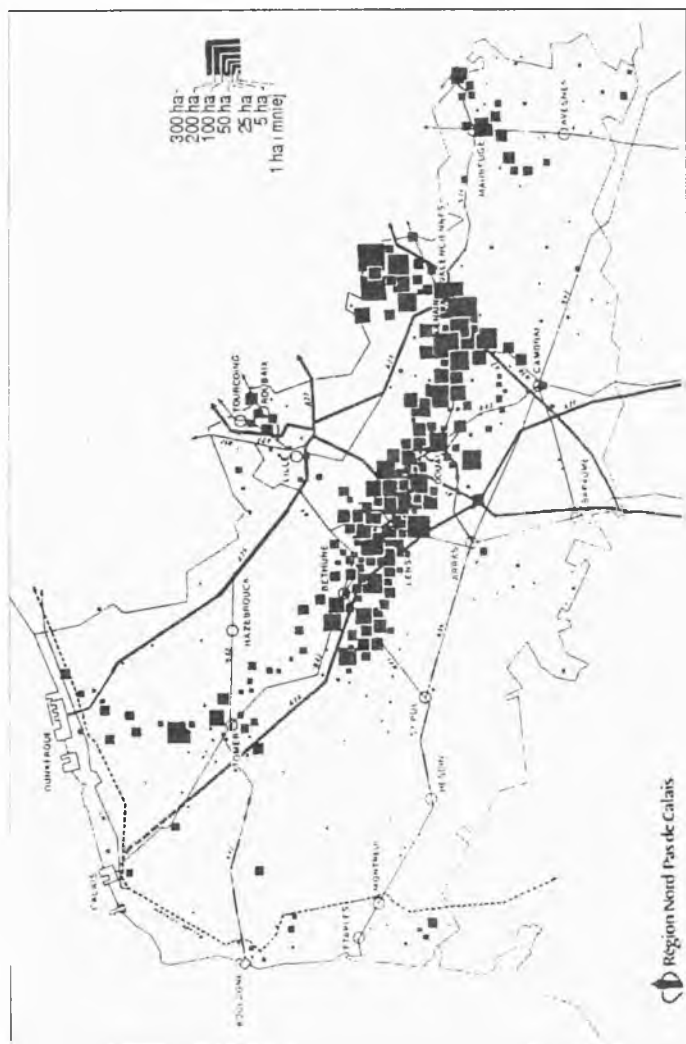 300 ha
200 ha
100 ha
50 ha
25 ha
5 ha
1 ha i mniej
DUNKERQUE
CALAIS
TOURCOING
ROUBAIX
LILLE
HAZEBROUCK
ST OMER
BOULOGNE
BETHUNE
LENS
DOUAI
DENAIN
VALENCIENNES
MAUBEUGE
AVESNES
CAMBRAI
BAPAUME
ARRAS
ST POL
HESDIN
MONTREUIL
ETAPLES
Région Nord Pas de Calais